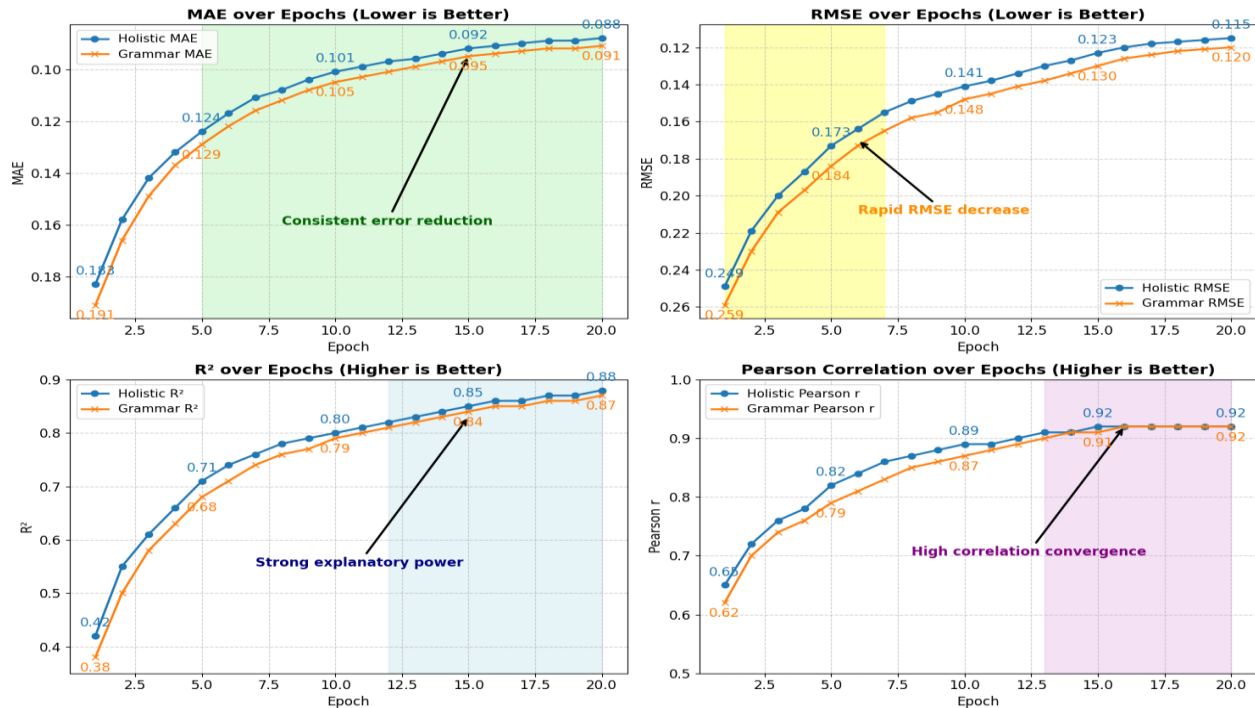 MAE over Epochs (Lower is Better)
Holistic MAE
Grammar MAE
MAE
0.10
0.12
0.14
0.16
0.18
0.183
0.191
0.124
0.129
0.101
0.105
0.092
0.095
0.088
0.091
Consistent error reduction
2.5 5.0 7.5 10.0 12.5 15.0 17.5 20.0
Epoch
RMSE over Epochs (Lower is Better)
RMSE
0.12
0.14
0.16
0.18
0.20
0.22
0.24
0.26
0.249
0.259
0.173
0.184
0.141
0.148
0.123
0.130
0.115
0.120
Rapid RMSE decrease
Holistic RMSE
Grammar RMSE
2.5 5.0 7.5 10.0 12.5 15.0 17.5 20.0
Epoch
R² over Epochs (Higher is Better)
Holistic R²
Grammar R²
R²
0.9
0.8
0.7
0.6
0.5
0.4
0.42
0.38
0.71
0.68
0.80
0.79
0.85
0.84
0.88
0.87
Strong explanatory power
2.5 5.0 7.5 10.0 12.5 15.0 17.5 20.0
Epoch
Pearson Correlation over Epochs (Higher is Better)
Holistic Pearson r
Grammar Pearson r
Pearson r
1.0
0.9
0.8
0.7
0.6
0.5
0.65
0.62
0.82
0.79
0.89
0.87
0.92
0.91
0.92
0.92
High correlation convergence
2.5 5.0 7.5 10.0 12.5 15.0 17.5 20.0
Epoch